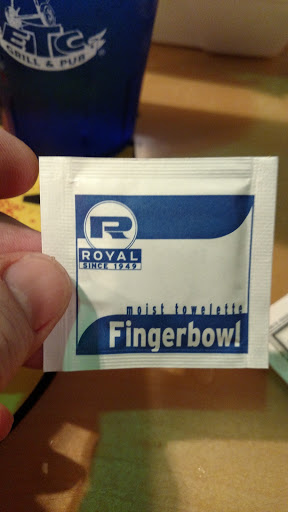 ETC
GRILL & PUB
R
ROYAL
SINCE 1949
moist towelette
Fingerbowl